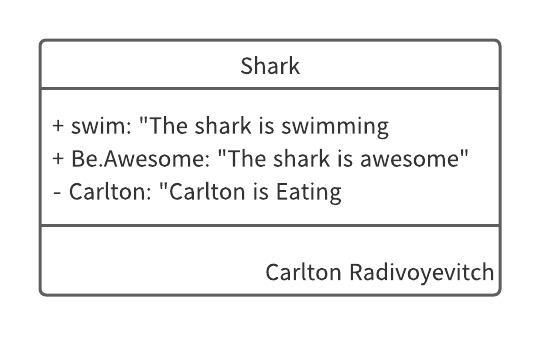 Shark
+ swim: "The shark is swimming
+ Be.Awesome: "The shark is awesome"
- Carlton: "Carlton is Eating
Carlton Radivoyevitch